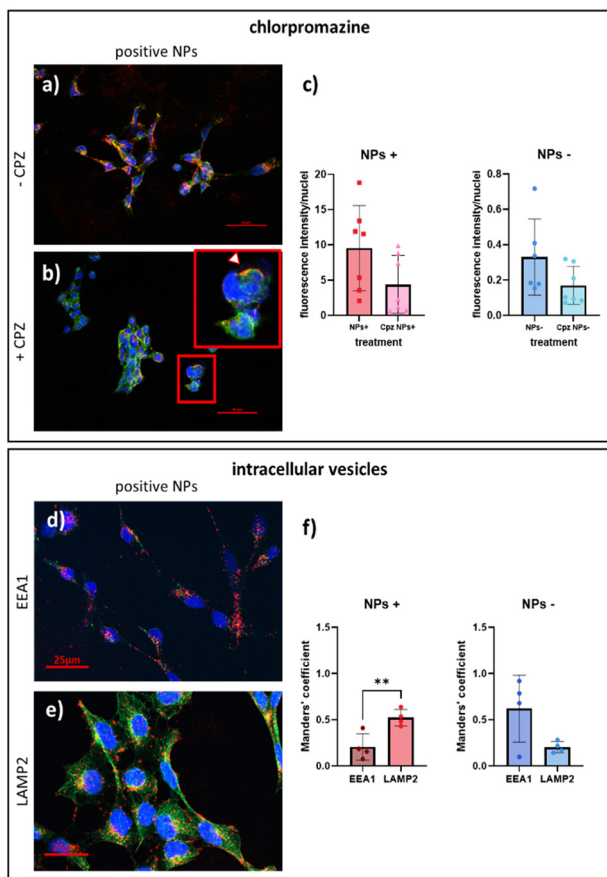 chlorpromazine
positive NPs
a)
- CPZ
b)
+ CPZ
c)
NPs +
fluorescence intensity/nuclei
20
15
10
5
0
NPs+ Cpz NPs+
treatment
NPs -
fluorescence intensity/nuclei
0.8
0.6
0.4
0.2
0.0
NPs- Cpz NPs-
treatment
intracellular vesicles
positive NPs
d)
EEA1
25µm
e)
LAMP2
25µm
f)
NPs +
Manders' coefficient
1.5
1.0
0.5
0.0
**
EEA1 LAMP2
NPs -
Manders' coefficient
1.5
1.0
0.5
0.0
EEA1 LAMP2